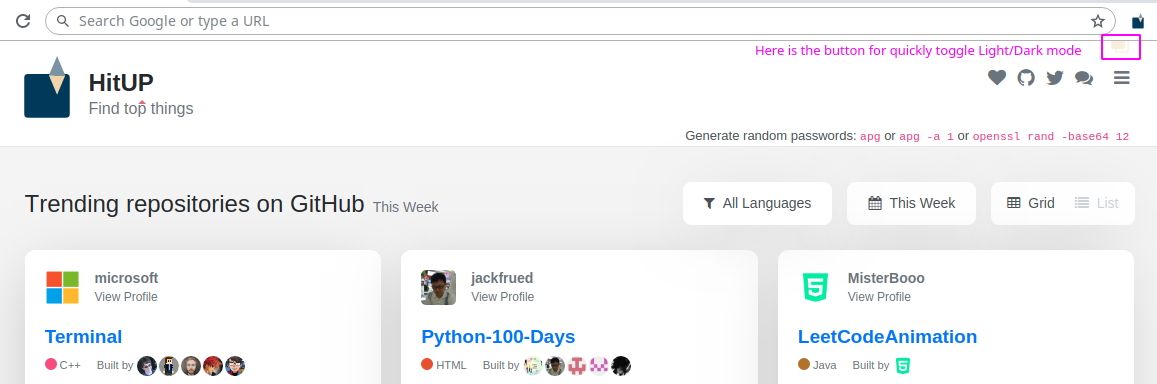 Search Google or type a URL
Here is the button for quickly toggle Light/Dark mode
HitUP
Find top things
Generate random passwords: apg or apg -a 1 or openssl rand -base64 12
Trending repositories on GitHub This Week
All Languages
This Week
Grid
List
microsoft
View Profile
Terminal
C++ Built by
jackfrued
View Profile
Python-100-Days
HTML Built by
MisterBooo
View Profile
LeetCodeAnimation
Java Built by